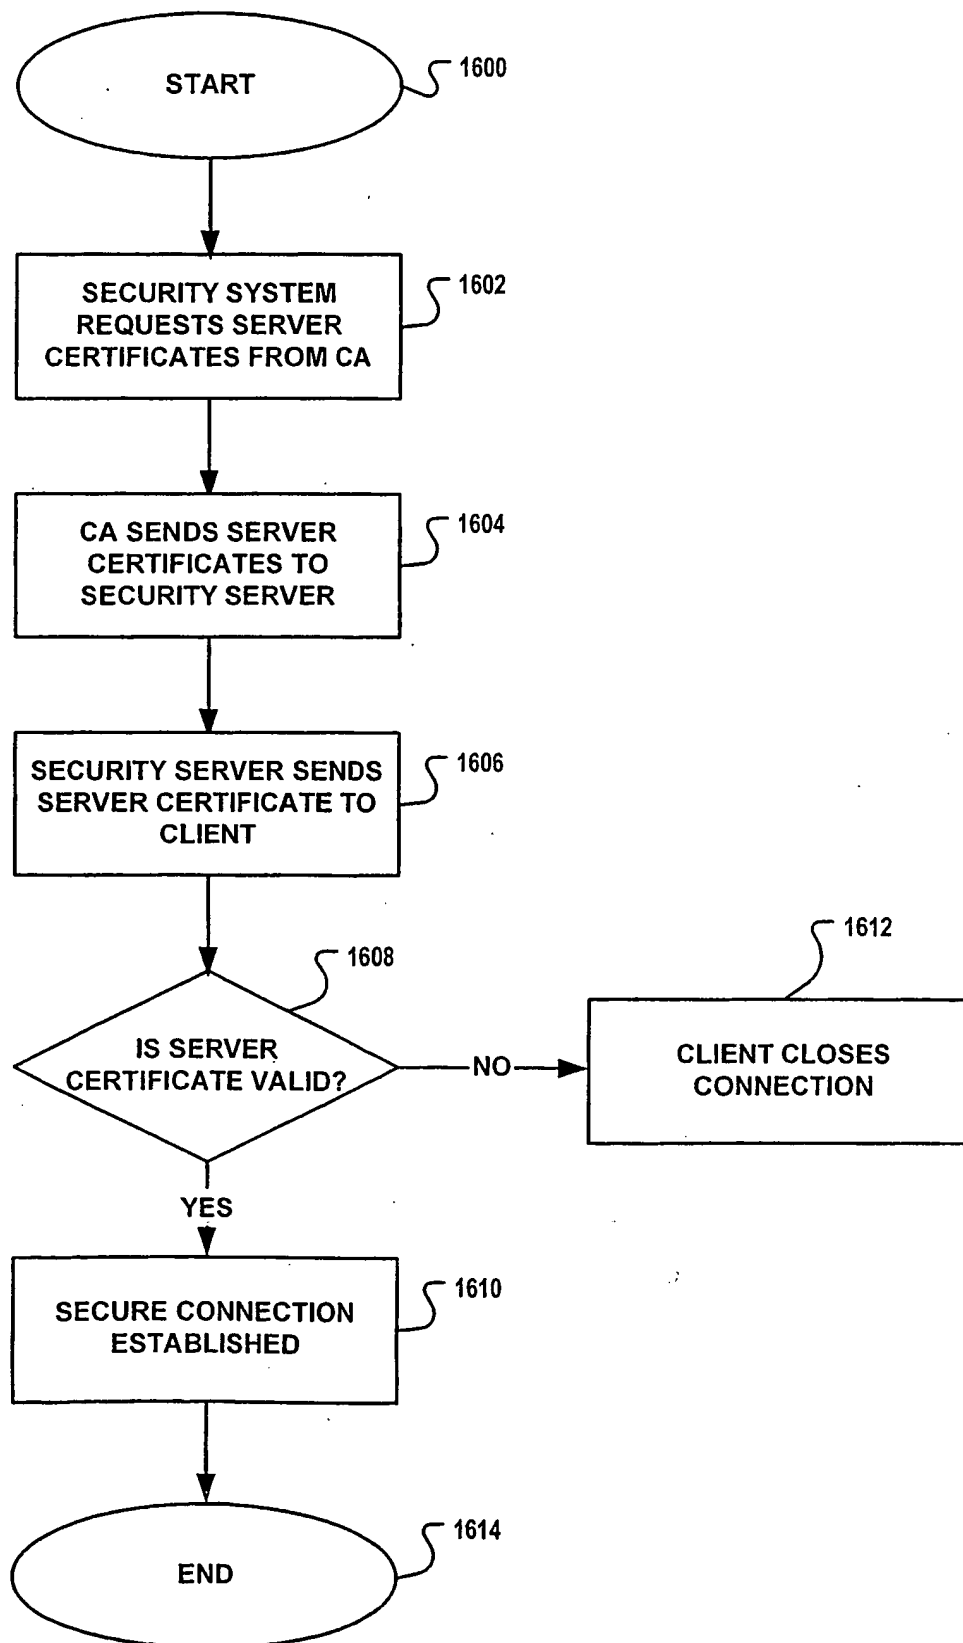 START
1600
SECURITY SYSTEM
REQUESTS SERVER
CERTIFICATES FROM CA
1602
CA SENDS SERVER
CERTIFICATES TO
SECURITY SERVER
1604
SECURITY SERVER SENDS
SERVER CERTIFICATE TO
CLIENT
1606
IS SERVER
CERTIFICATE VALID?
1608
NO
CLIENT CLOSES
CONNECTION
1612
YES
SECURE CONNECTION
ESTABLISHED
1610
END
1614